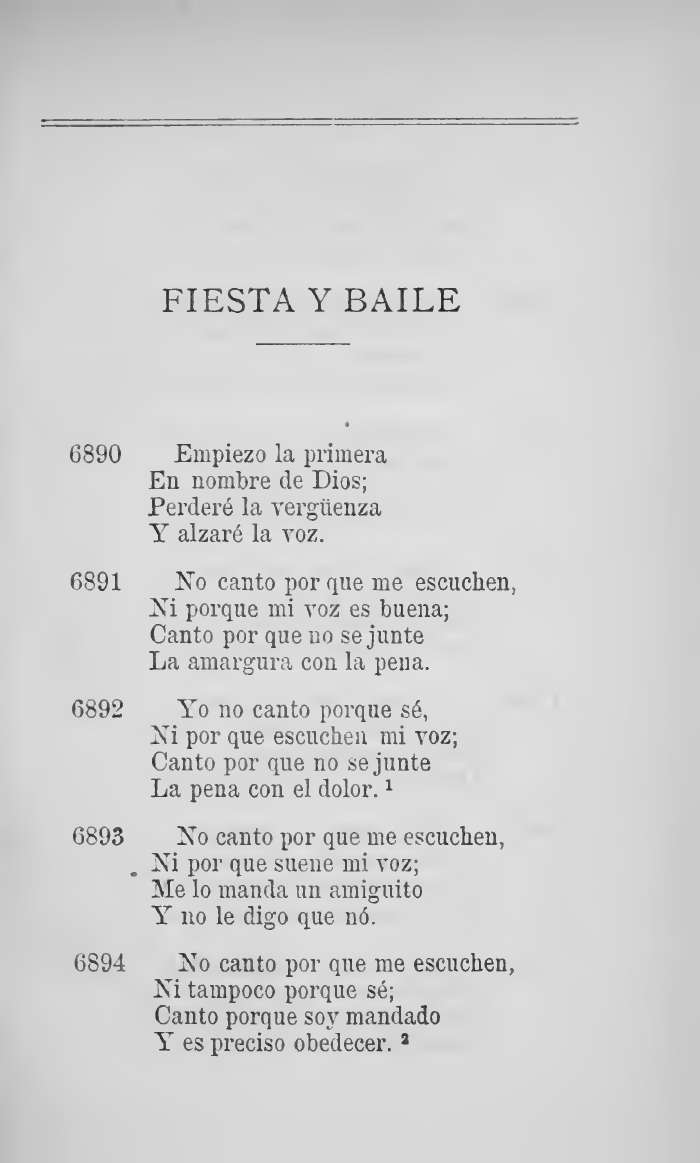 FIESTA Y BAILE
6890 Empiezo la primera
En nombre de Dios;
Perderé la vergüenza
Y alzaré la voz.
6891 No canto por que me escuchen,
Ni porque mi voz es buena;
Canto por que no se junte
La amargura con la pena.
6892 Yo no canto porque sé,
Ni por que escuchen mi voz;
Canto por que no se junte
La pena con el dolor. ¹
6893 No canto por que me escuchen,
Ni por que suene mi voz;
Me lo manda un amiguito
Y no le digo que nó.
6894 No canto por que me escuchen,
Ni tampoco porque sé;
Canto porque soy mandado
Y es preciso obedecer. ²